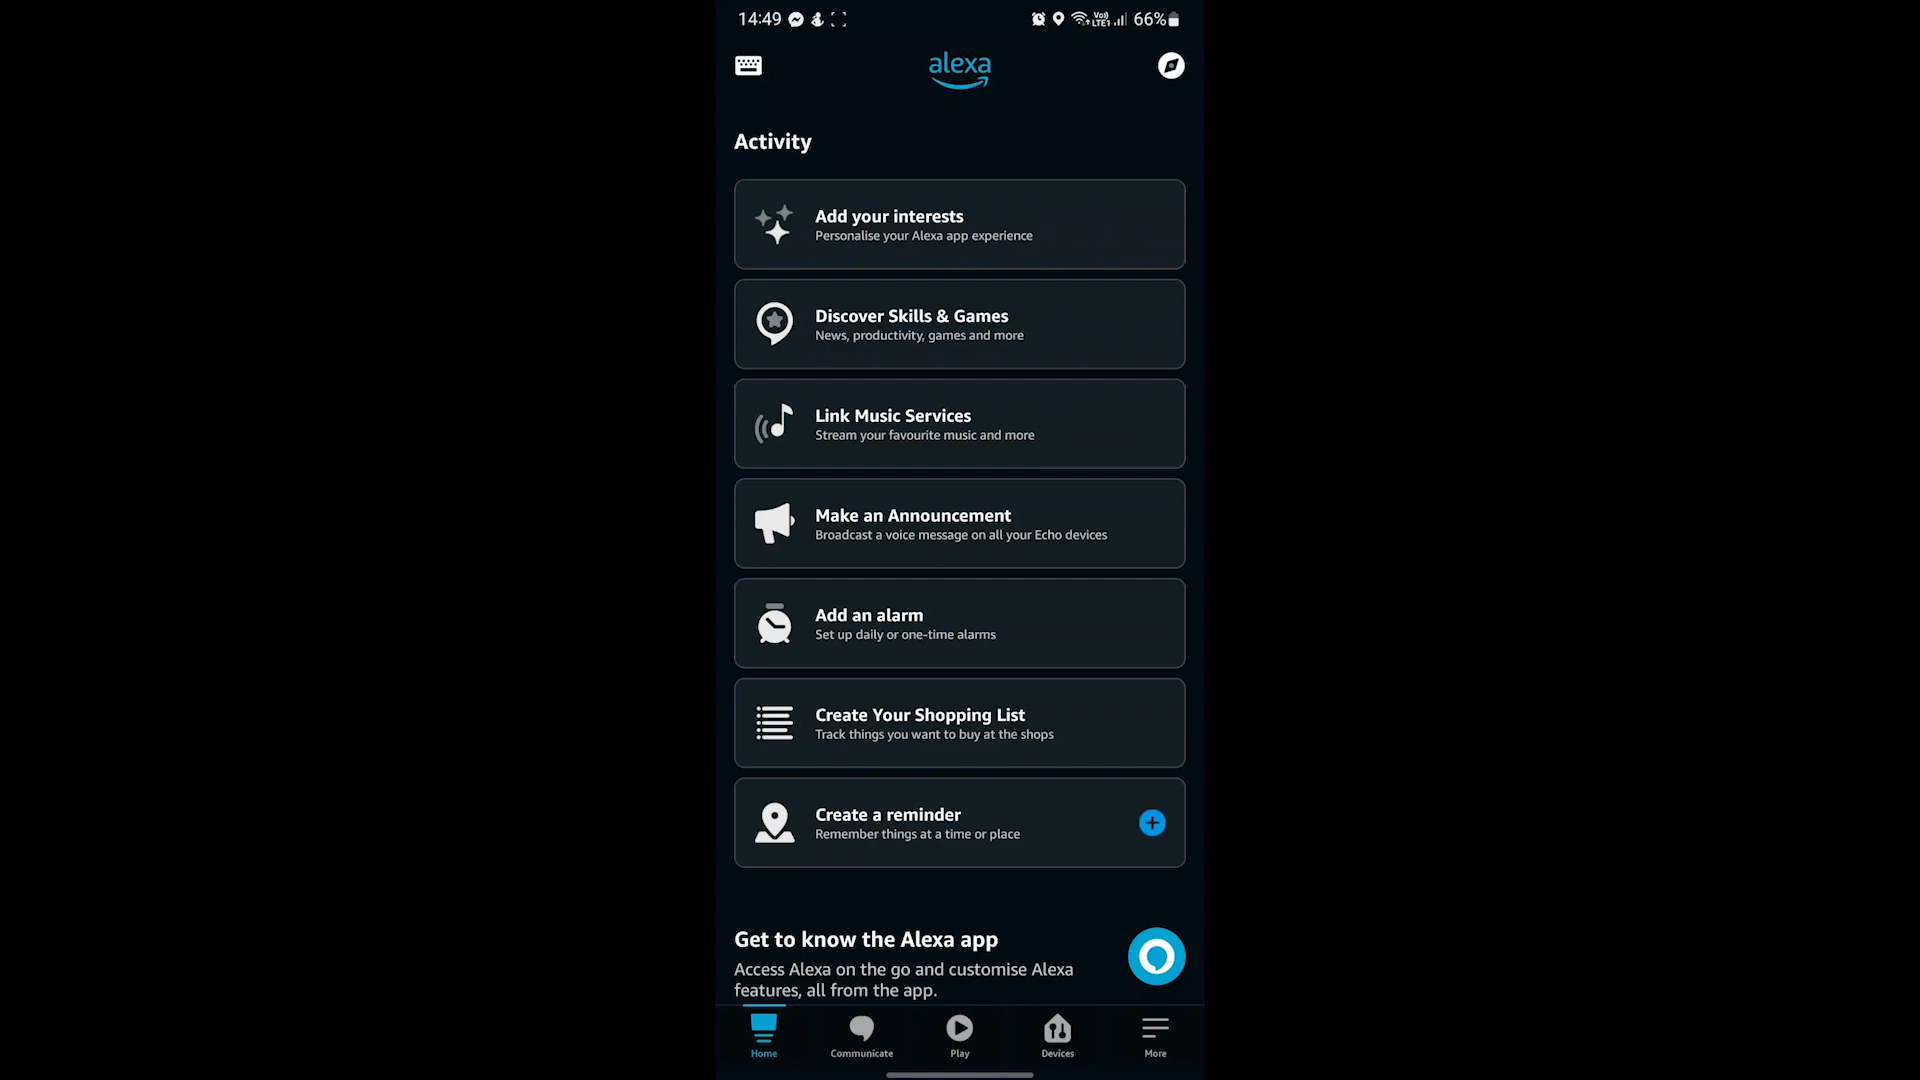 14:49 66%
Vo)) LTE1
alexa
Activity
Add your interests
Personalise your Alexa app experience
Discover Skills & Games
News, productivity, games and more
Link Music Services
Stream your favourite music and more
Make an Announcement
Broadcast a voice message on all your Echo devices
Add an alarm
Set up daily or one-time alarms
Create Your Shopping List
Track things you want to buy at the shops
Create a reminder
Remember things at a time or place
Get to know the Alexa app
Access Alexa on the go and customise Alexa
features, all from the app.
Home Communicate Play Devices More